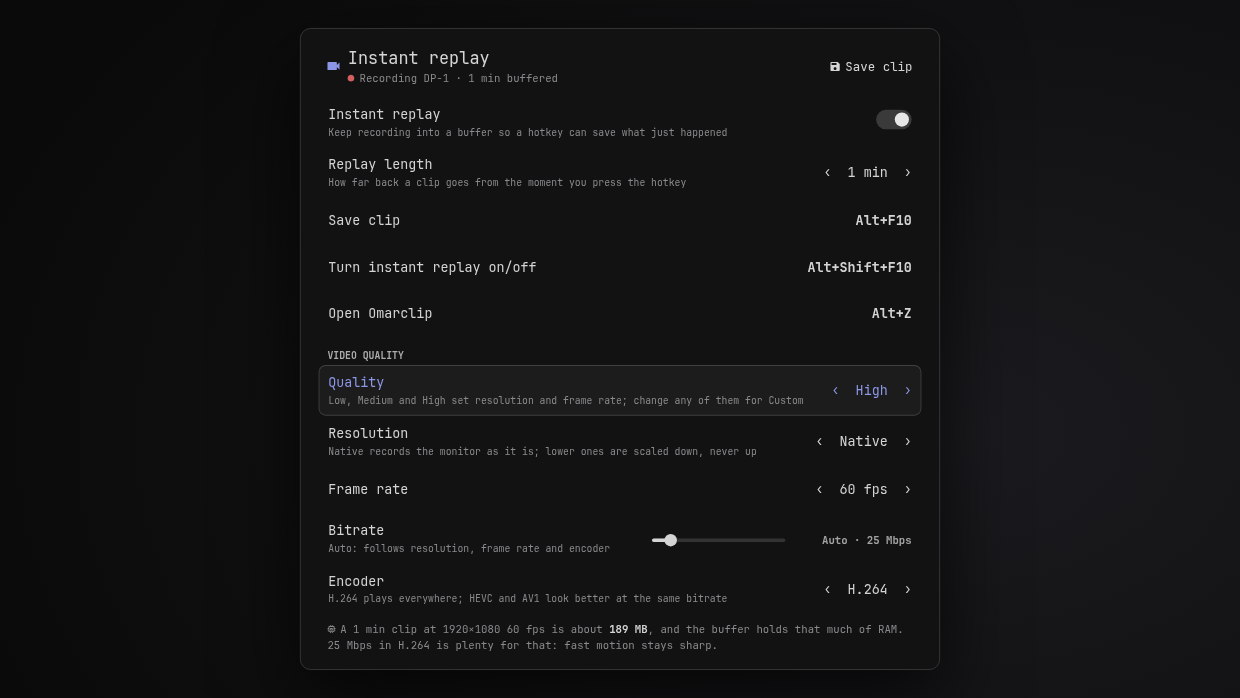 Instant replay
Recording DP-1 · 1 min buffered
Save clip
Instant replay
Keep recording into a buffer so a hotkey can save what just happened
Replay length
How far back a clip goes from the moment you press the hotkey
‹ 1 min ›
Save clip
Alt+F10
Turn instant replay on/off
Alt+Shift+F10
Open Omarclip
Alt+Z
VIDEO QUALITY
Quality
Low, Medium and High set resolution and frame rate; change any of them for Custom
‹ High ›
Resolution
Native records the monitor as it is; lower ones are scaled down, never up
‹ Native ›
Frame rate
‹ 60 fps ›
Bitrate
Auto: follows resolution, frame rate and encoder
Auto · 25 Mbps
Encoder
H.264 plays everywhere; HEVC and AV1 look better at the same bitrate
‹ H.264 ›
A 1 min clip at 1920×1080 60 fps is about 189 MB, and the buffer holds that much of RAM.
25 Mbps in H.264 is plenty for that: fast motion stays sharp.